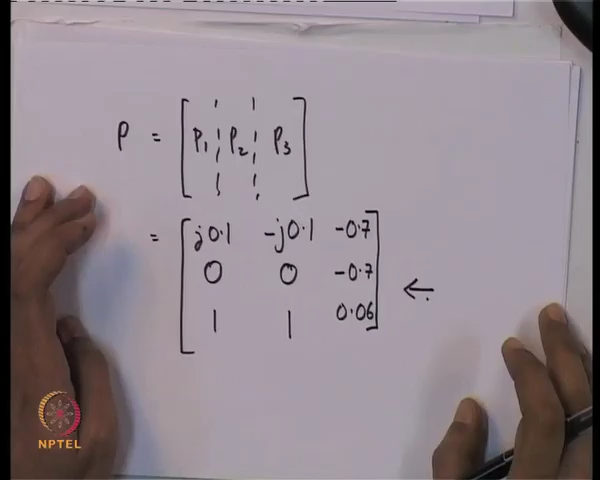 P = [ P₁ ¦ P₂ ¦ P₃ ]
= [ j0.1 -j0.1 -0.7
0 0 -0.7
1 1 0.06 ] ←
NPTEL